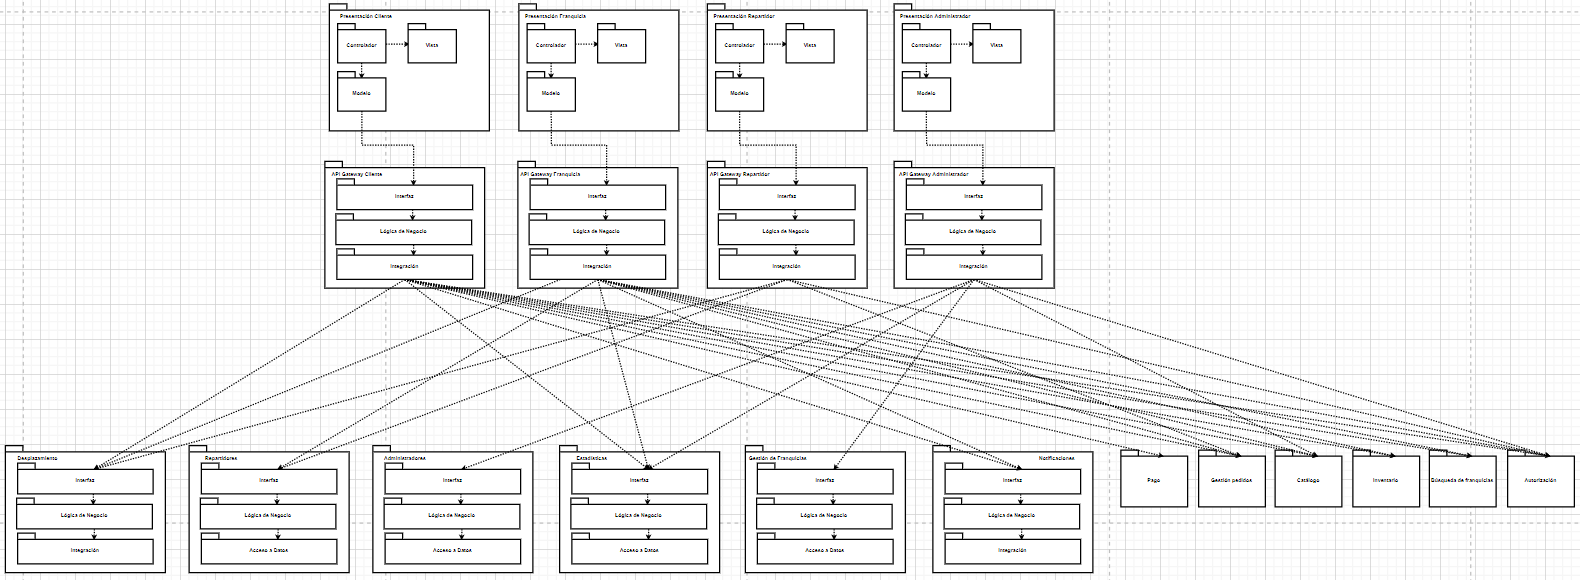 Presentación Cliente
Controlador
Vista
Modelo
Presentación Franquicia
Controlador
Vista
Modelo
Presentación Repartidor
Controlador
Vista
Modelo
Presentación Administrador
Controlador
Vista
Modelo
API Gateway Cliente
Interfaz
Lógica de Negocio
Integración
API Gateway Franquicia
Interfaz
Lógica de Negocio
Integración
API Gateway Repartidor
Interfaz
Lógica de Negocio
Integración
API Gateway Administrador
Interfaz
Lógica de Negocio
Integración
Desplazamiento
Interfaz
Lógica de Negocio
Integración
Repartidores
Interfaz
Lógica de Negocio
Acceso a Datos
Administradores
Interfaz
Lógica de Negocio
Acceso a Datos
Estadísticas
Interfaz
Lógica de Negocio
Acceso a Datos
Gestión de Franquicias
Interfaz
Lógica de Negocio
Acceso a Datos
Notificaciones
Interfaz
Lógica de Negocio
Integración
Pago
Gestión pedidos
Catálogo
Inventario
Búsqueda de franquicias
Autorización